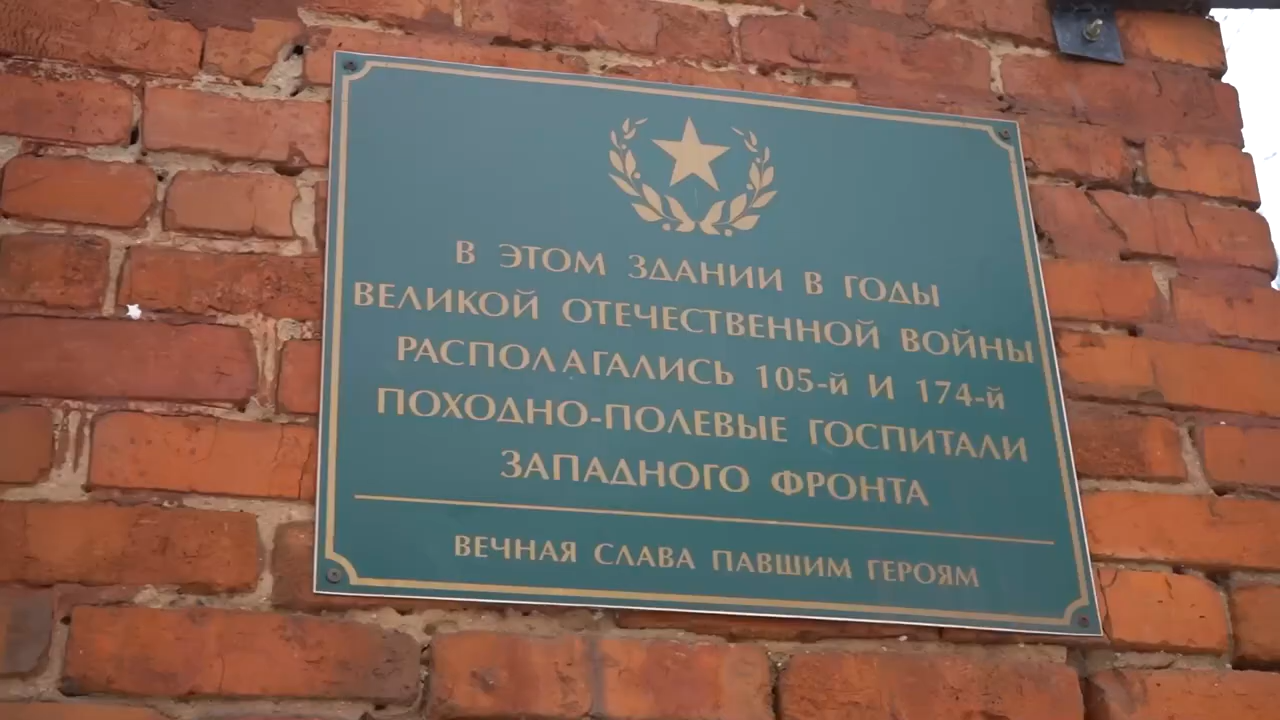 В ЭТОМ ЗДАНИИ В ГОДЫ
ВЕЛИКОЙ ОТЕЧЕСТВЕННОЙ ВОЙНЫ
РАСПОЛАГАЛИСЬ 105-й И 174-й
ПОХОДНО-ПОЛЕВЫЕ ГОСПИТАЛИ
ЗАПАДНОГО ФРОНТА
ВЕЧНАЯ СЛАВА ПАВШИМ ГЕРОЯМ